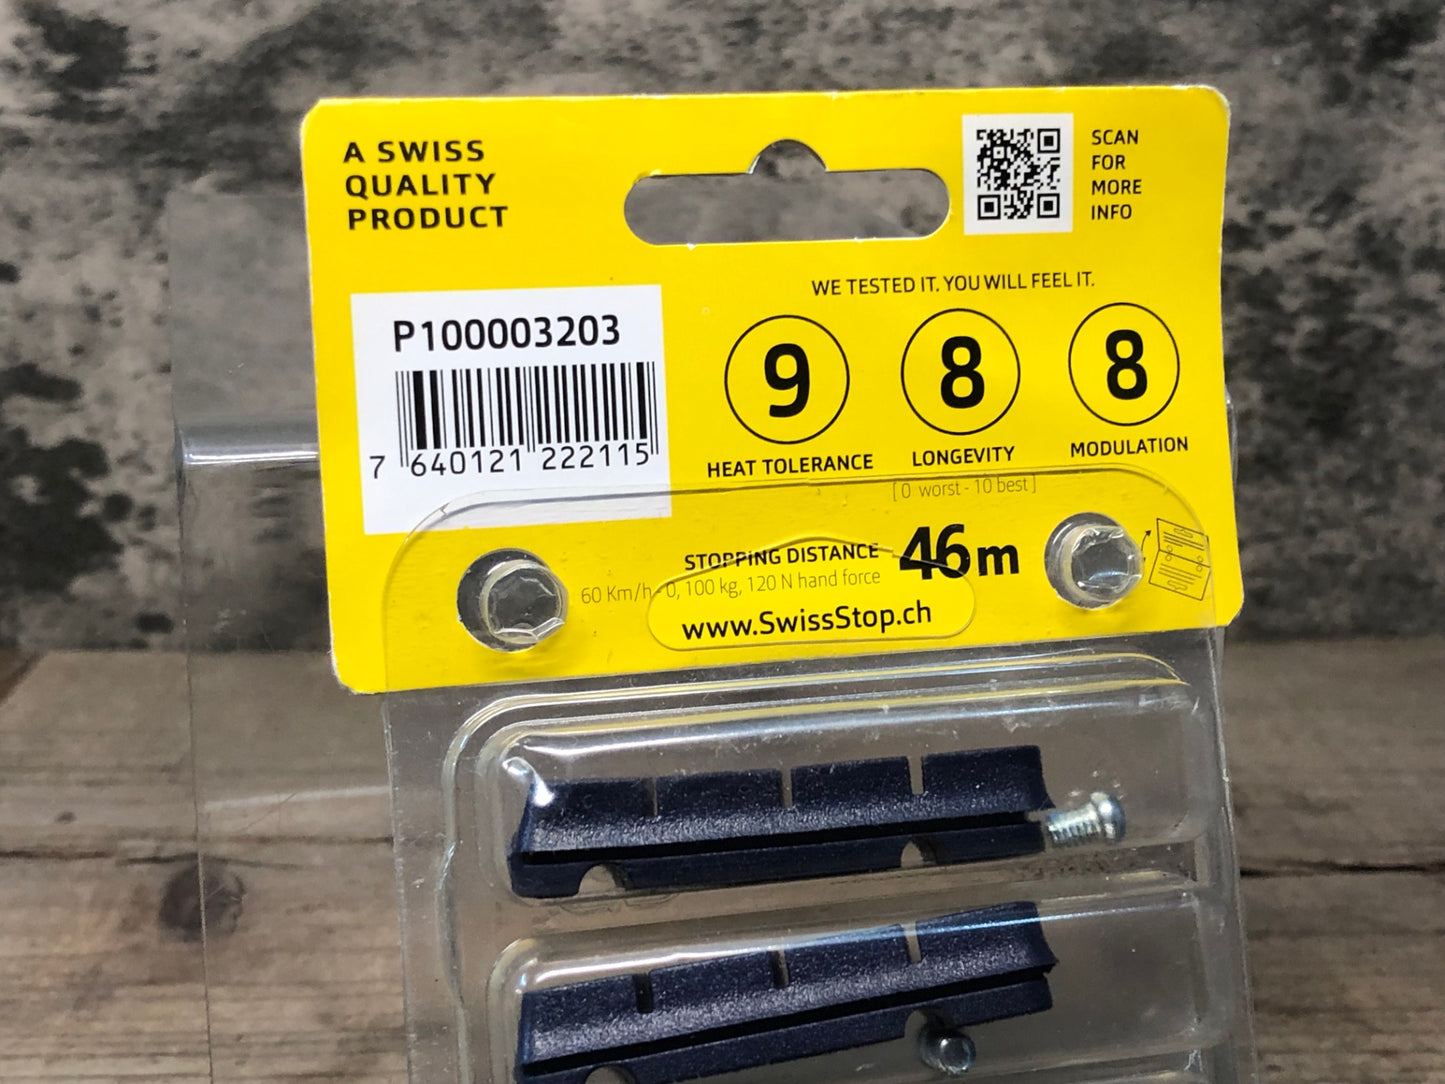 A SWISS
QUALITY
PRODUCT
SCAN
FOR
MORE
INFO
P100003203
7 640121 222115
WE TESTED IT. YOU WILL FEEL IT.
9 8 8
HEAT TOLERANCE LONGEVITY MODULATION
[ 0 worst - 10 best ]
STOPPING DISTANCE 46m
60 Km/h - 0, 100 kg, 120 N hand force
www.SwissStop.ch